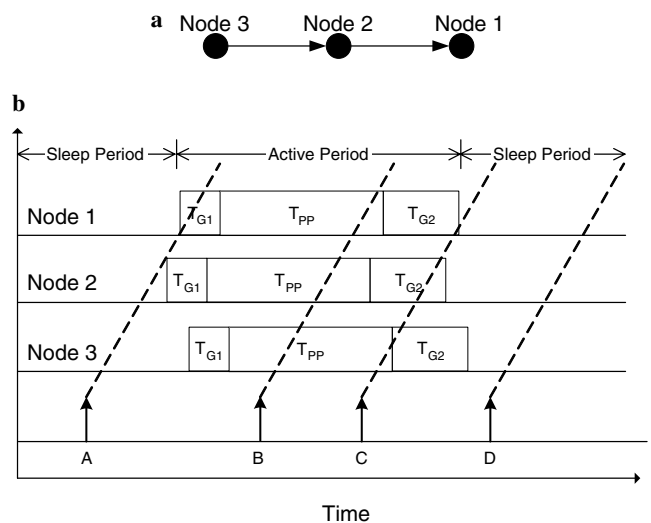 a Node 3 Node 2 Node 1
b
Sleep Period Active Period Sleep Period
Node 1 TG1 TPP TG2
Node 2 TG1 TPP TG2
Node 3 TG1 TPP TG2
A B C D
Time